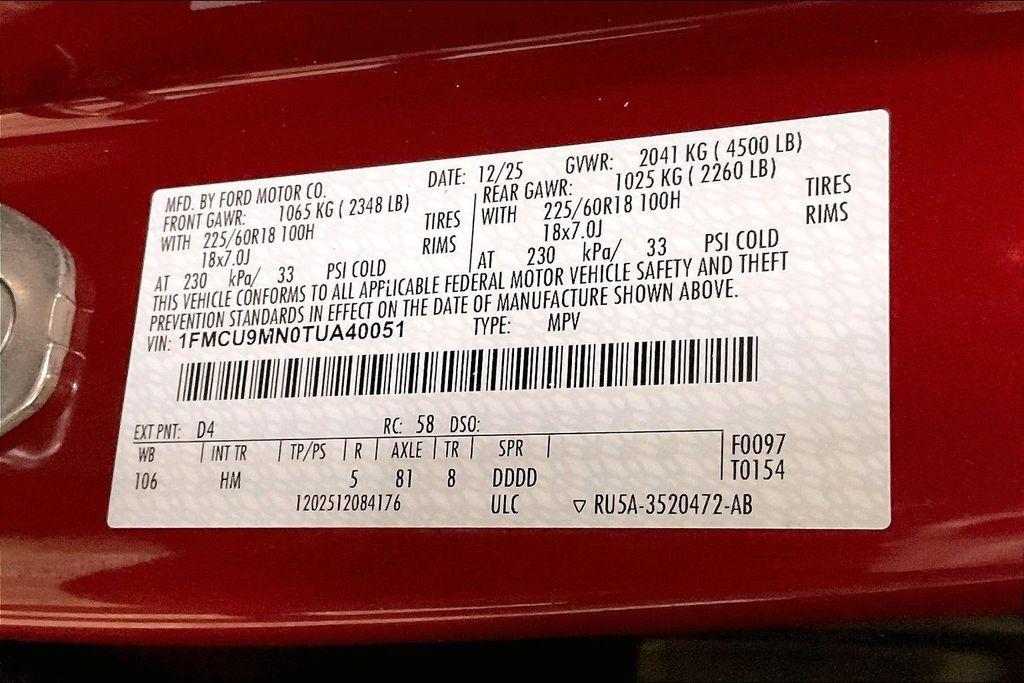 MFD. BY FORD MOTOR CO. DATE: 12/25 GVWR: 2041 KG ( 4500 LB)
FRONT GAWR: 1065 KG ( 2348 LB) REAR GAWR: 1025 KG ( 2260 LB)
WITH 225/60R18 100H TIRES WITH 225/60R18 100H TIRES
18x7.0J RIMS 18x7.0J RIMS
AT 230 kPa/ 33 PSI COLD AT 230 kPa/ 33 PSI COLD
THIS VEHICLE CONFORMS TO ALL APPLICABLE FEDERAL MOTOR VEHICLE SAFETY AND THEFT
PREVENTION STANDARDS IN EFFECT ON THE DATE OF MANUFACTURE SHOWN ABOVE.
VIN: 1FMCU9MN0TUA40051 TYPE: MPV
EXT PNT: D4 RC: 58 DSO:
WB INT TR TP/PS R AXLE TR SPR F0097
106 HM 5 81 8 DDDD T0154
1202512084176 ULC ▽ RU5A-3520472-AB